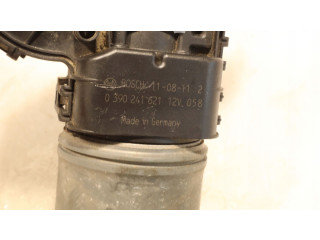 BOSCH 11-08-11 2
0 390 241 621 12V, 058
Made in Germany